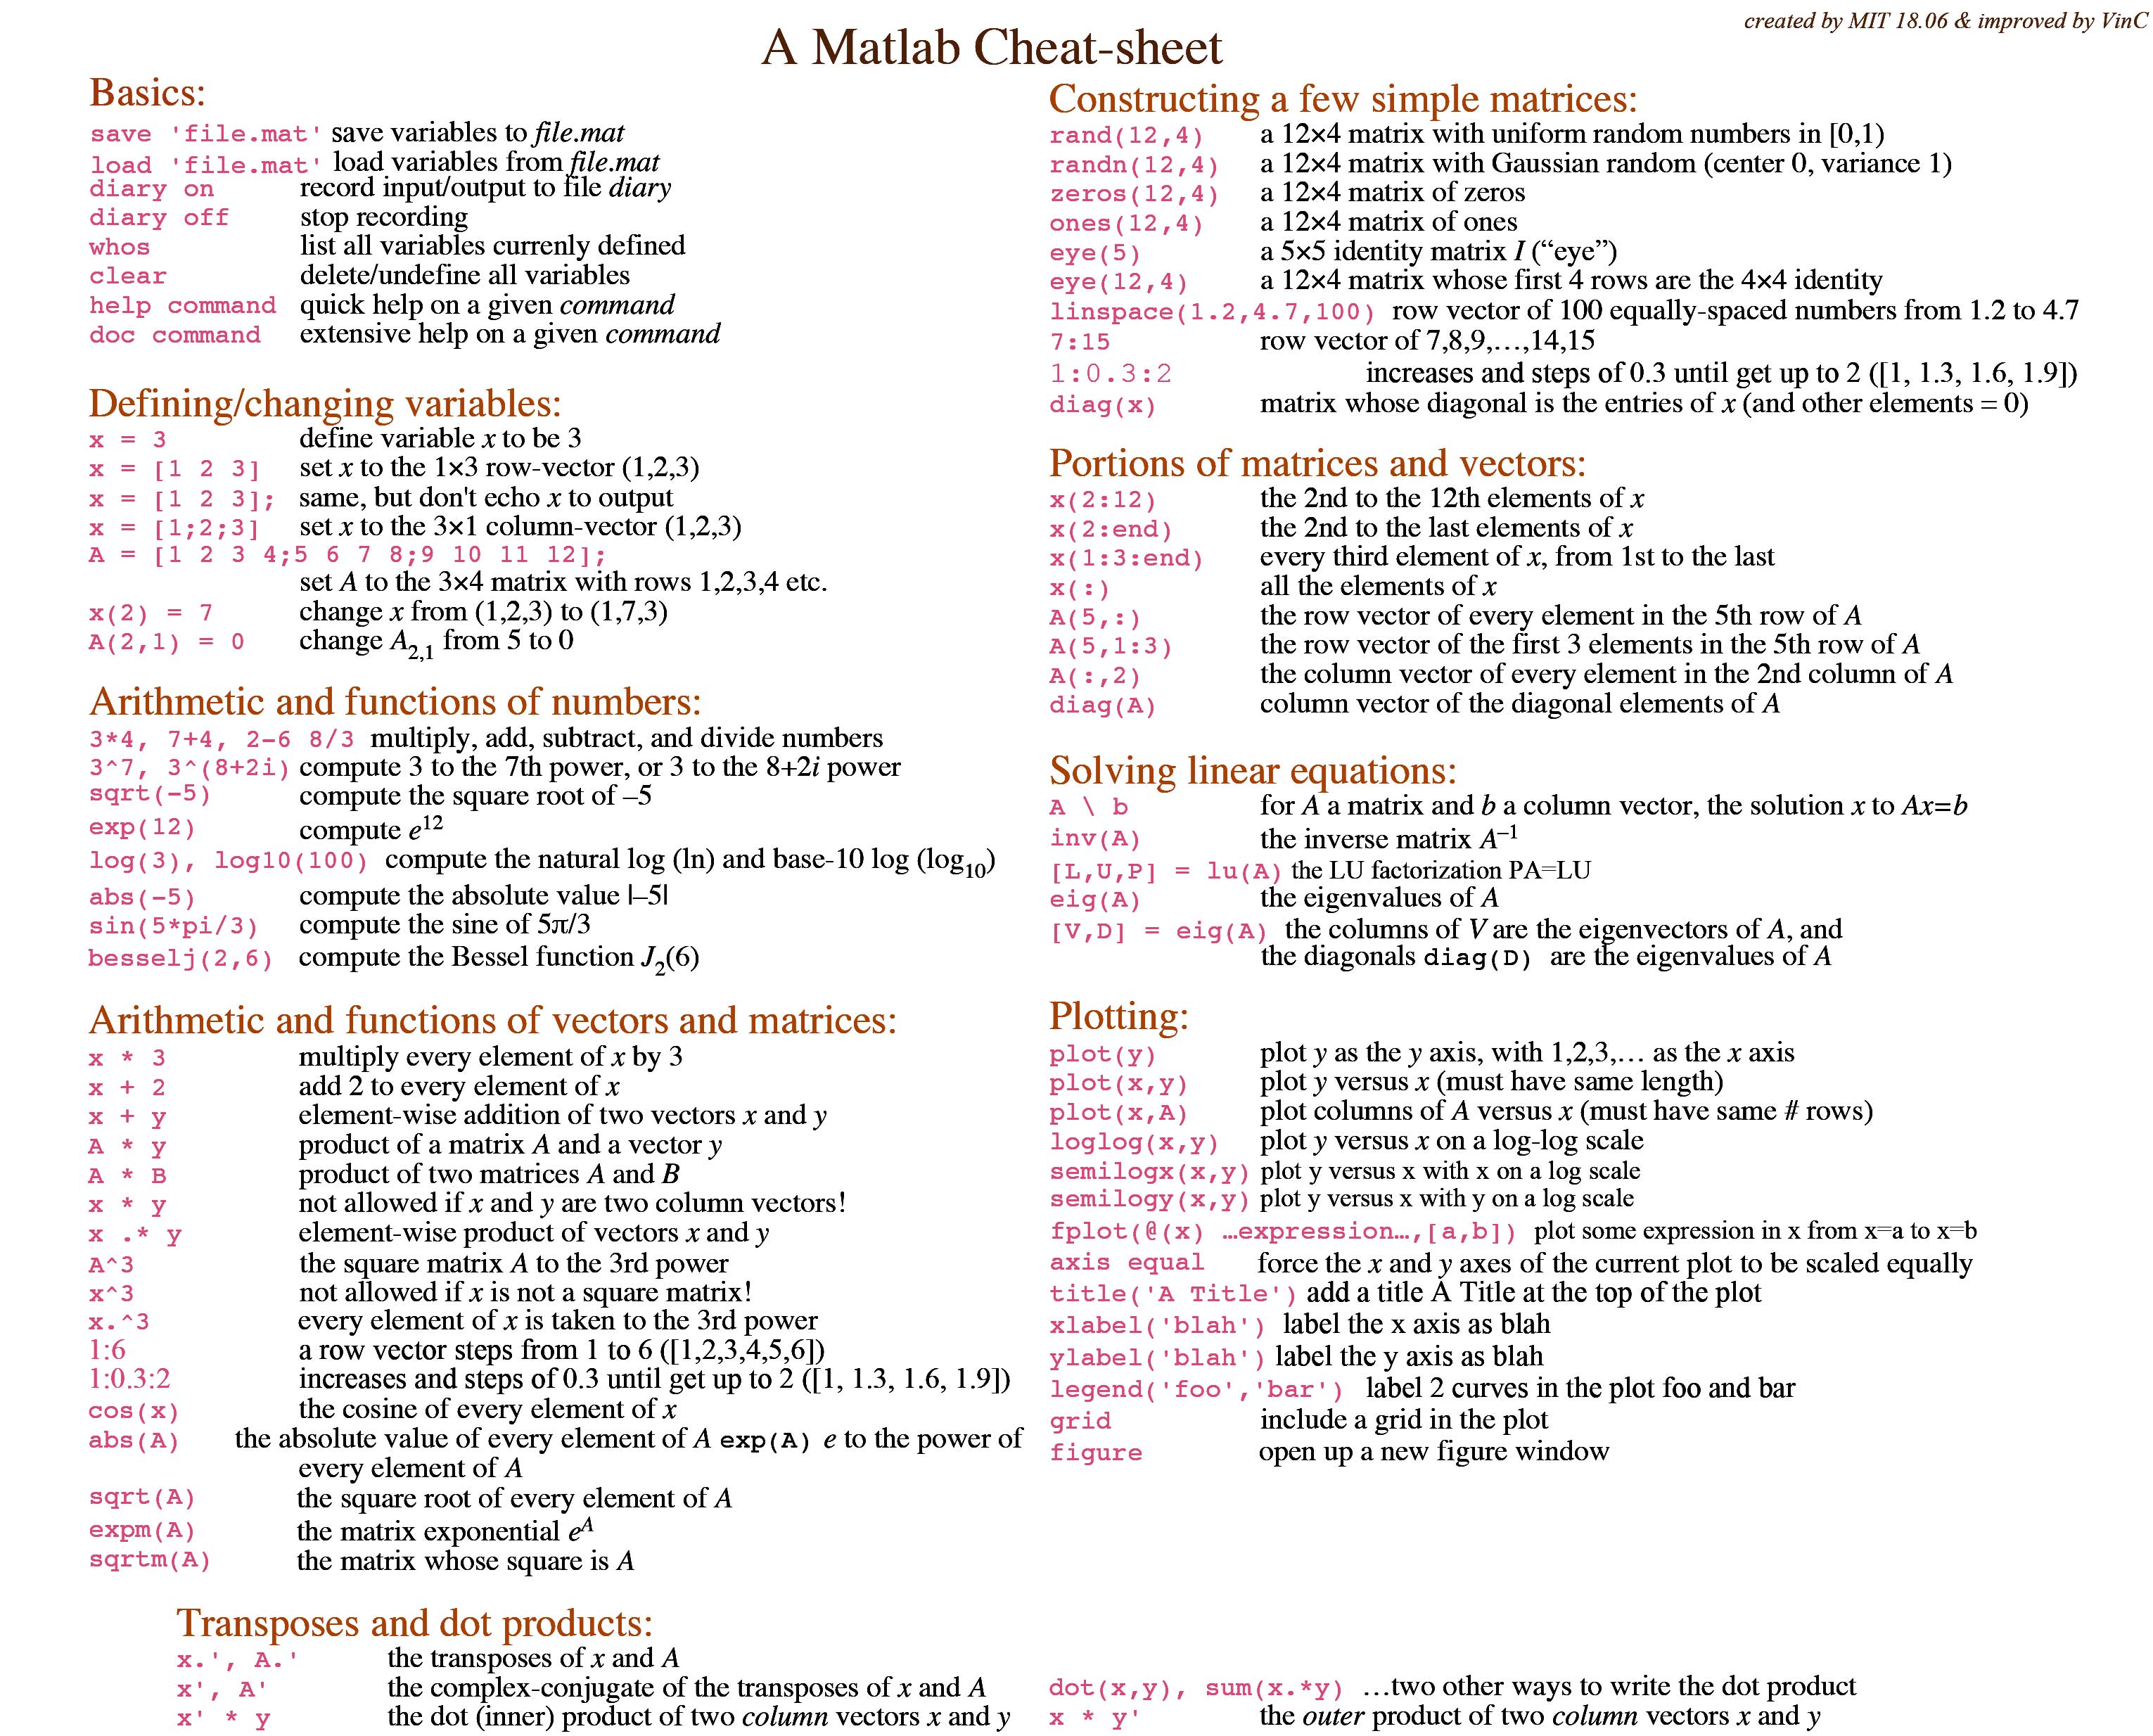 created by MIT 18.06 & improved by VinC
A Matlab Cheat-sheet
Basics:
save 'file.mat' save variables to file.mat
load 'file.mat' load variables from file.mat
diary on record input/output to file diary
diary off stop recording
whos list all variables currenly defined
clear delete/undefine all variables
help command quick help on a given command
doc command extensive help on a given command
Defining/changing variables:
x = 3 define variable x to be 3
x = [1 2 3] set x to the 1×3 row-vector (1,2,3)
x = [1 2 3]; same, but don't echo x to output
x = [1;2;3] set x to the 3×1 column-vector (1,2,3)
A = [1 2 3 4;5 6 7 8;9 10 11 12];
set A to the 3×4 matrix with rows 1,2,3,4 etc.
x(2) = 7 change x from (1,2,3) to (1,7,3)
A(2,1) = 0 change A2,1 from 5 to 0
Arithmetic and functions of numbers:
3*4, 7+4, 2-6 8/3 multiply, add, subtract, and divide numbers
3^7, 3^(8+2i) compute 3 to the 7th power, or 3 to the 8+2i power
sqrt(-5) compute the square root of –5
exp(12) compute e12
log(3), log10(100) compute the natural log (ln) and base-10 log (log10)
abs(-5) compute the absolute value |–5|
sin(5*pi/3) compute the sine of 5π/3
besselj(2,6) compute the Bessel function J2(6)
Arithmetic and functions of vectors and matrices:
x * 3 multiply every element of x by 3
x + 2 add 2 to every element of x
x + y element-wise addition of two vectors x and y
A * y product of a matrix A and a vector y
A * B product of two matrices A and B
x * y not allowed if x and y are two column vectors!
x .* y element-wise product of vectors x and y
A^3 the square matrix A to the 3rd power
x^3 not allowed if x is not a square matrix!
x.^3 every element of x is taken to the 3rd power
1:6 a row vector steps from 1 to 6 ([1,2,3,4,5,6])
1:0.3:2 increases and steps of 0.3 until get up to 2 ([1, 1.3, 1.6, 1.9])
cos(x) the cosine of every element of x
abs(A) the absolute value of every element of A exp(A) e to the power of
every element of A
sqrt(A) the square root of every element of A
expm(A) the matrix exponential eA
sqrtm(A) the matrix whose square is A
Constructing a few simple matrices:
rand(12,4) a 12×4 matrix with uniform random numbers in [0,1)
randn(12,4) a 12×4 matrix with Gaussian random (center 0, variance 1)
zeros(12,4) a 12×4 matrix of zeros
ones(12,4) a 12×4 matrix of ones
eye(5) a 5×5 identity matrix I (“eye”)
eye(12,4) a 12×4 matrix whose first 4 rows are the 4×4 identity
linspace(1.2,4.7,100) row vector of 100 equally-spaced numbers from 1.2 to 4.7
7:15 row vector of 7,8,9,…,14,15
1:0.3:2 increases and steps of 0.3 until get up to 2 ([1, 1.3, 1.6, 1.9])
diag(x) matrix whose diagonal is the entries of x (and other elements = 0)
Portions of matrices and vectors:
x(2:12) the 2nd to the 12th elements of x
x(2:end) the 2nd to the last elements of x
x(1:3:end) every third element of x, from 1st to the last
x(:) all the elements of x
A(5,:) the row vector of every element in the 5th row of A
A(5,1:3) the row vector of the first 3 elements in the 5th row of A
A(:,2) the column vector of every element in the 2nd column of A
diag(A) column vector of the diagonal elements of A
Solving linear equations:
A \ b for A a matrix and b a column vector, the solution x to Ax=b
inv(A) the inverse matrix A–1
[L,U,P] = lu(A) the LU factorization PA=LU
eig(A) the eigenvalues of A
[V,D] = eig(A) the columns of V are the eigenvectors of A, and
the diagonals diag(D) are the eigenvalues of A
Plotting:
plot(y) plot y as the y axis, with 1,2,3,… as the x axis
plot(x,y) plot y versus x (must have same length)
plot(x,A) plot columns of A versus x (must have same # rows)
loglog(x,y) plot y versus x on a log-log scale
semilogx(x,y) plot y versus x with x on a log scale
semilogy(x,y) plot y versus x with y on a log scale
fplot(@(x) …expression…,[a,b]) plot some expression in x from x=a to x=b
axis equal force the x and y axes of the current plot to be scaled equally
title('A Title') add a title A Title at the top of the plot
xlabel('blah') label the x axis as blah
ylabel('blah') label the y axis as blah
legend('foo','bar') label 2 curves in the plot foo and bar
grid include a grid in the plot
figure open up a new figure window
Transposes and dot products:
x.', A.' the transposes of x and A
x', A' the complex-conjugate of the transposes of x and A
x' * y the dot (inner) product of two column vectors x and y
dot(x,y), sum(x.*y) …two other ways to write the dot product
x * y' the outer product of two column vectors x and y